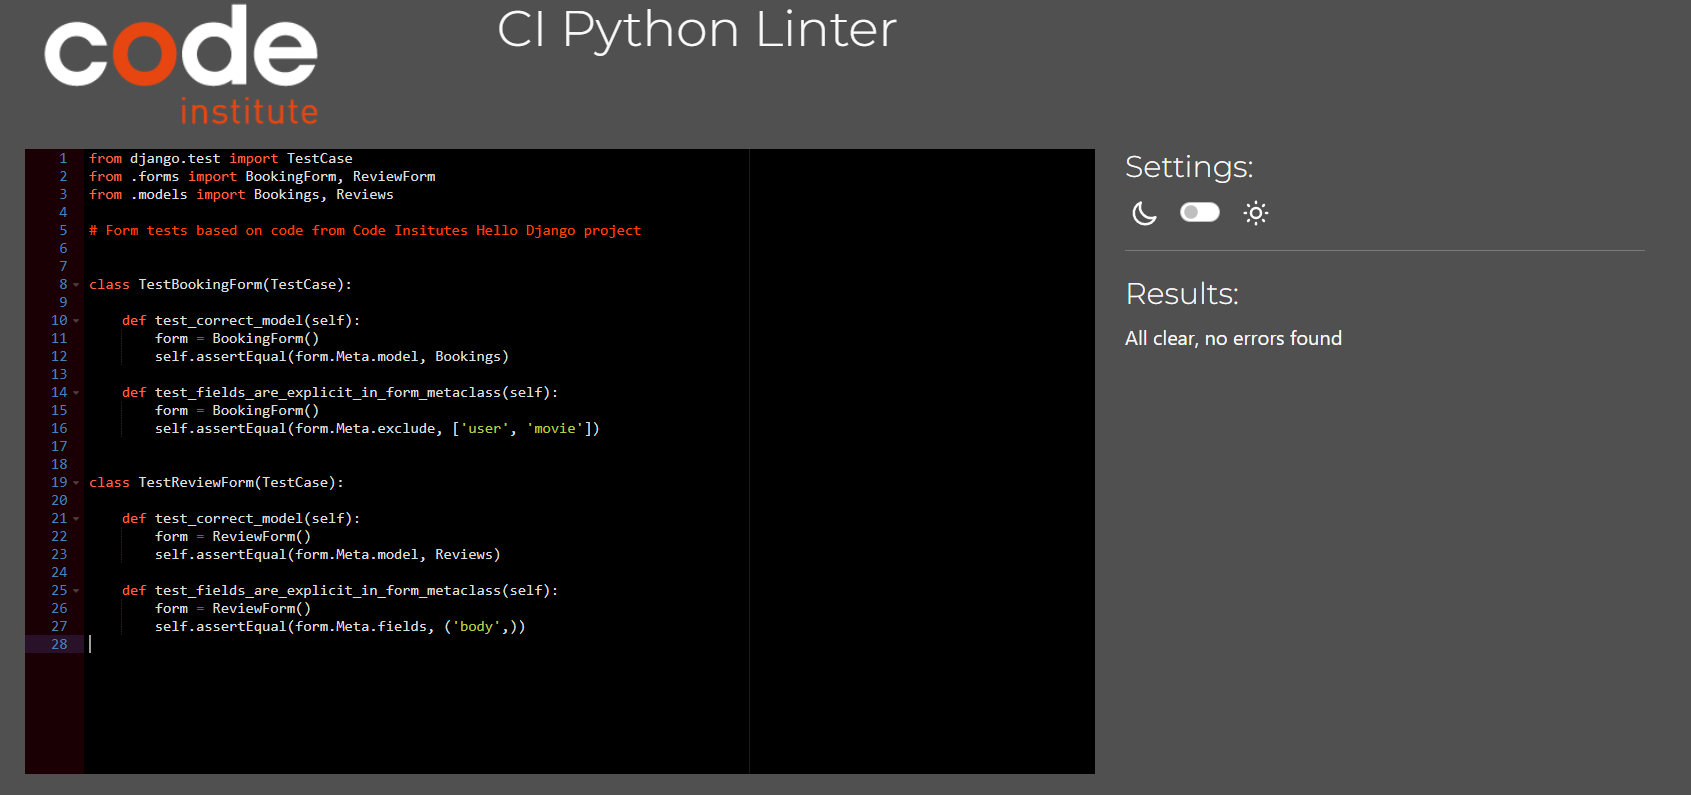 code
institute
CI Python Linter
1 from django.test import TestCase
2 from .forms import BookingForm, ReviewForm
3 from .models import Bookings, Reviews
4
5 # Form tests based on code from Code Insitutes Hello Django project
6
7
8 class TestBookingForm(TestCase):
9
10     def test_correct_model(self):
11         form = BookingForm()
12         self.assertEqual(form.Meta.model, Bookings)
13
14     def test_fields_are_explicit_in_form_metaclass(self):
15         form = BookingForm()
16         self.assertEqual(form.Meta.exclude, ['user', 'movie'])
17
18
19 class TestReviewForm(TestCase):
20
21     def test_correct_model(self):
22         form = ReviewForm()
23         self.assertEqual(form.Meta.model, Reviews)
24
25     def test_fields_are_explicit_in_form_metaclass(self):
26         form = ReviewForm()
27         self.assertEqual(form.Meta.fields, ('body',))
28
Settings:
Results:
All clear, no errors found